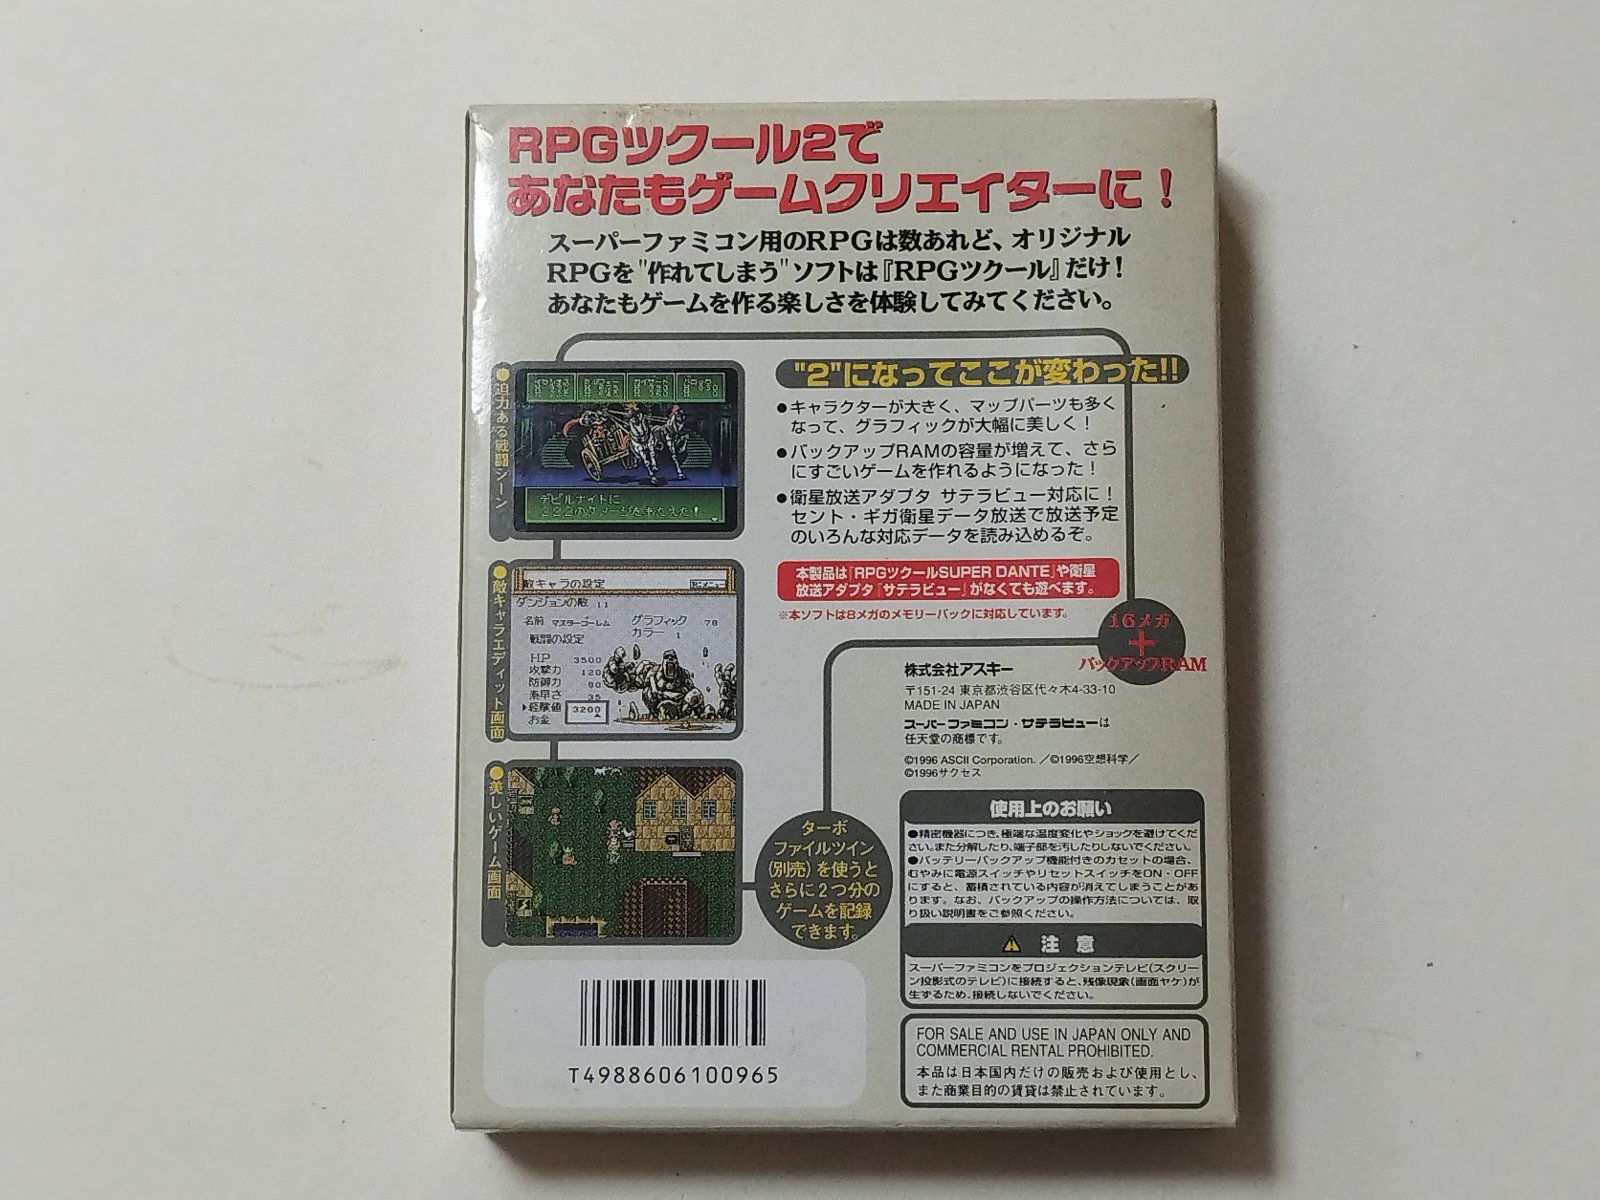 RPGツクール2で
あなたもゲームクリエイターに！
スーパーファミコン用のRPGは数あれど、オリジナル
RPGを"作れてしまう"ソフトは『RPGツクール』だけ！
あなたもゲームを作る楽しさを体験してみてください。
●迫力ある戦闘シーン
デビルナイトに
222のダメージをあたえた！
"2"になってここが変わった!!
●キャラクターが大きく、マップパーツも多く
なって、グラフィックが大幅に美しく！
●バックアップRAMの容量が増えて、さら
にすごいゲームを作れるようになった！
●衛星放送アダプタ サテラビュー対応に！
セント・ギガ衛星データ放送で放送予定
のいろんな対応データを読み込めるぞ。
本製品は『RPGツクールSUPER DANTE』や衛星
放送アダプタ『サテラビュー』がなくても遊べます。
※本ソフトは8メガのメモリーパックに対応しています。
16メガ
＋
バックアップRAM
●敵キャラエディット画面
敵キャラの設定
ダンジョンの敵 11
名前 マスターゴーレム グラフィック 78
カラー 1
戦闘の設定
HP 3500
攻撃力 120
防御力 80
素早さ 35
▶経験値 3200
お金
●美しいゲーム画面
ターボ
ファイルツイン
(別売)を使うと
さらに2つ分の
ゲームを記録
できます。
株式会社アスキー
〒151-24 東京都渋谷区代々木4-33-10
MADE IN JAPAN
スーパーファミコン・サテラビューは
任天堂の商標です。
©1996 ASCII Corporation. ／©1996空想科学／
©1996サクセス
使用上のお願い
●精密機器につき、極端な温度変化やショックを避けてくだ
さい。また分解したり、端子部を汚したりしないでください。
●バッテリーバックアップ機能付きのカセットの場合、
むやみに電源スイッチやリセットスイッチをON・OFF
にすると、蓄積されている内容が消えてしまうことがあ
ります。なお、バックアップの操作方法については、取
り扱い説明書をご参照ください。
注意
スーパーファミコンをプロジェクションテレビ(スクリー
ン投影式のテレビ)に接続すると、残像現象(画面ヤケ)が
生ずるため、接続しないでください。
FOR SALE AND USE IN JAPAN ONLY AND
COMMERCIAL RENTAL PROHIBITED.
本品は日本国内だけの販売および使用とし、
また商業目的の賃貸は禁止されています。
T4988606100965